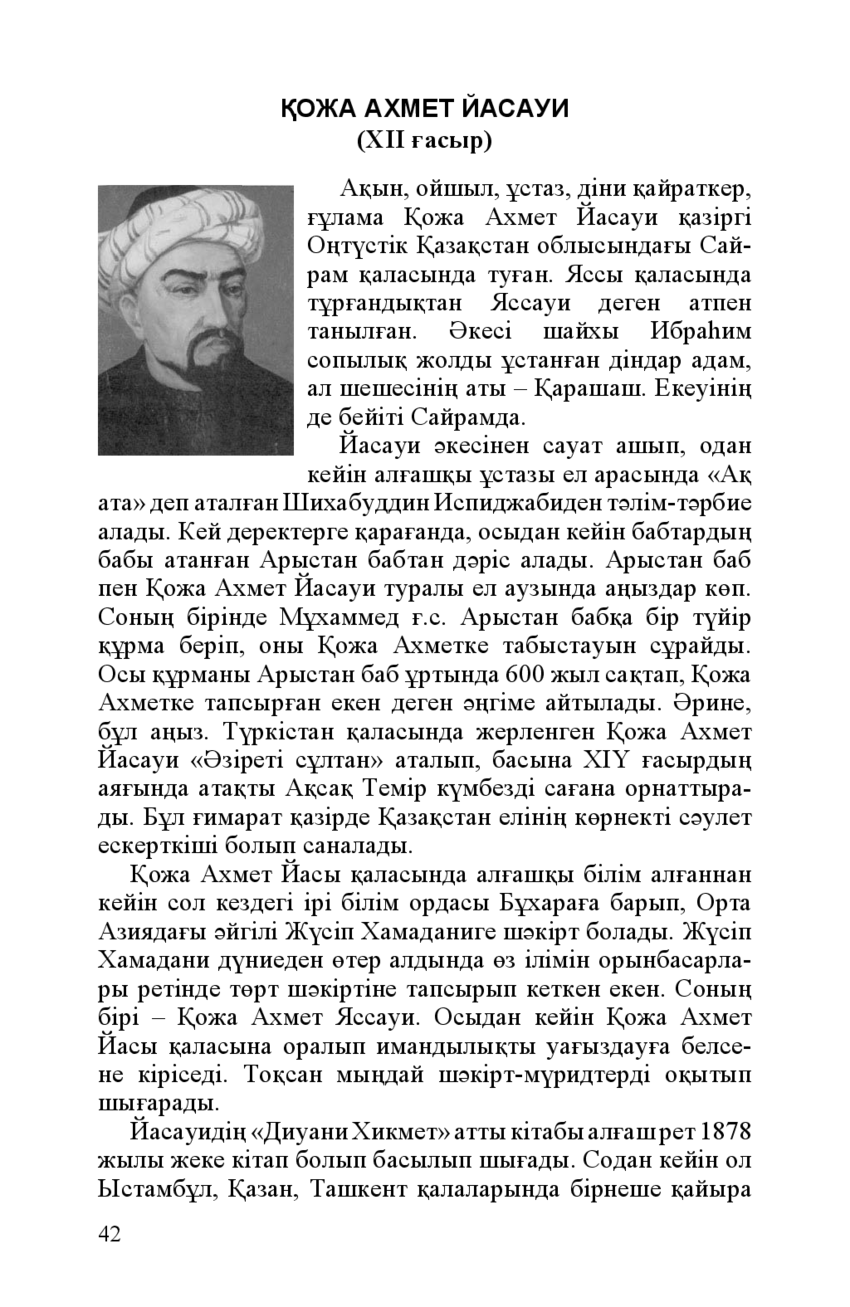 ҚОЖА АХМЕТ ЙАСАУИ
(XII ғасыр)
Ақын, ойшыл, ұстаз, діни қайраткер,
ғұлама Қожа Ахмет Йасауи қазіргі
Оңтүстік Қазақстан облысындағы Сай-
рам қаласында туған. Яссы қаласында
тұрғандықтан Яссауи деген атпен
танылған. Әкесі шайхы Ибраһим
сопылық жолды ұстанған діндар адам,
ал шешесінің аты – Қарашаш. Екеуінің
де бейіті Сайрамда.
Йасауи әкесінен сауат ашып, одан
кейін алғашқы ұстазы ел арасында «Ақ
ата» деп аталған Шихабуддин Испиджабиден тәлім-тәрбие
алады. Кей деректерге қарағанда, осыдан кейін бабтардың
бабы атанған Арыстан бабтан дәріс алады. Арыстан баб
пен Қожа Ахмет Йасауи туралы ел аузында аңыздар көп.
Соның бірінде Мұхаммед ғ.с. Арыстан бабқа бір түйір
құрма беріп, оны Қожа Ахметке табыстауын сұрайды.
Осы құрманы Арыстан баб ұртында 600 жыл сақтап, Қожа
Ахметке тапсырған екен деген әңгіме айтылады. Әрине,
бұл аңыз. Түркістан қаласында жерленген Қожа Ахмет
Йасауи «Әзіреті сұлтан» аталып, басына XIY ғасырдың
аяғында атақты Ақсақ Темір күмбезді сағана орнаттыра-
ды. Бұл ғимарат қазірде Қазақстан елінің көрнекті сәулет
ескерткіші болып саналады.
Қожа Ахмет Йасы қаласында алғашқы білім алғаннан
кейін сол кездегі ірі білім ордасы Бұхараға барып, Орта
Азиядағы әйгілі Жүсіп Хамаданиге шәкірт болады. Жүсіп
Хамадани дүниеден өтер алдында өз ілімін орынбасарла-
ры ретінде төрт шәкіртіне тапсырып кеткен екен. Соның
бірі – Қожа Ахмет Яссауи. Осыдан кейін Қожа Ахмет
Йасы қаласына оралып имандылықты уағыздауға белсе-
не кіріседі. Тоқсан мыңдай шәкірт-мүридтерді оқытып
шығарады.
Йасауидің «Диуани Хикмет» атты кітабы алғаш рет 1878
жылы жеке кітап болып басылып шығады. Содан кейін ол
Ыстамбұл, Қазан, Ташкент қалаларында бірнеше қайыра
42